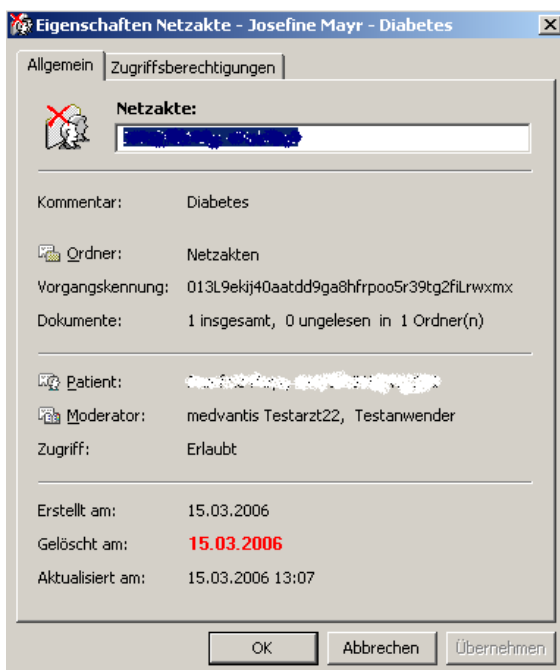 Eigenschaften Netzakte - Josefine Mayr - Diabetes
Allgemein Zugriffsberechtigungen
Netzakte:
Kommentar: Diabetes
Ordner: Netzakten
Vorgangskennung: 013L9ekij40aatdd9ga8hfrpoo5r39tg2fiLrwxmx
Dokumente: 1 insgesamt, 0 ungelesen in 1 Ordner(n)
Patient:
Moderator: medvantis Testarzt22, Testanwender
Zugriff: Erlaubt
Erstellt am: 15.03.2006
Gelöscht am: 15.03.2006
Aktualisiert am: 15.03.2006 13:07
OK Abbrechen Übernehmen